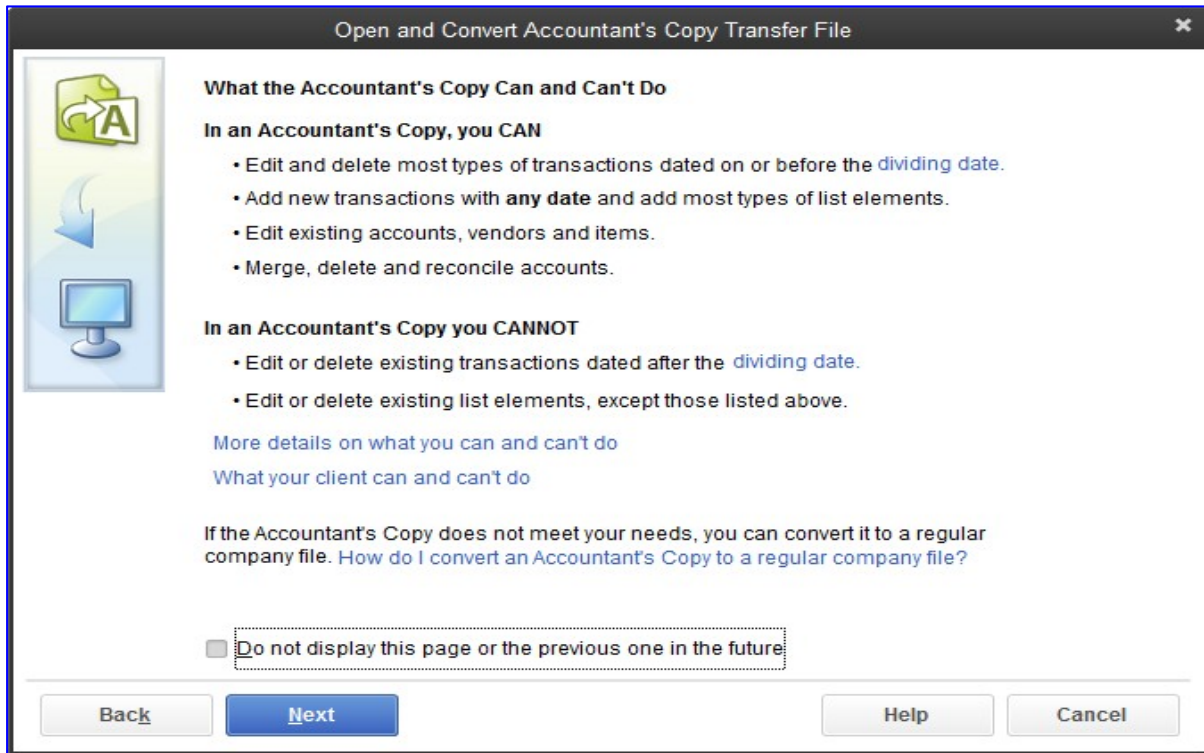 Open and Convert Accountant's Copy Transfer File
What the Accountant's Copy Can and Can't Do
In an Accountant's Copy, you CAN
• Edit and delete most types of transactions dated on or before the dividing date.
• Add new transactions with any date and add most types of list elements.
• Edit existing accounts, vendors and items.
• Merge, delete and reconcile accounts.
In an Accountant's Copy you CANNOT
• Edit or delete existing transactions dated after the dividing date.
• Edit or delete existing list elements, except those listed above.
More details on what you can and can't do
What your client can and can't do
If the Accountant's Copy does not meet your needs, you can convert it to a regular
company file. How do I convert an Accountant's Copy to a regular company file?
Do not display this page or the previous one in the future
Back Next Help Cancel